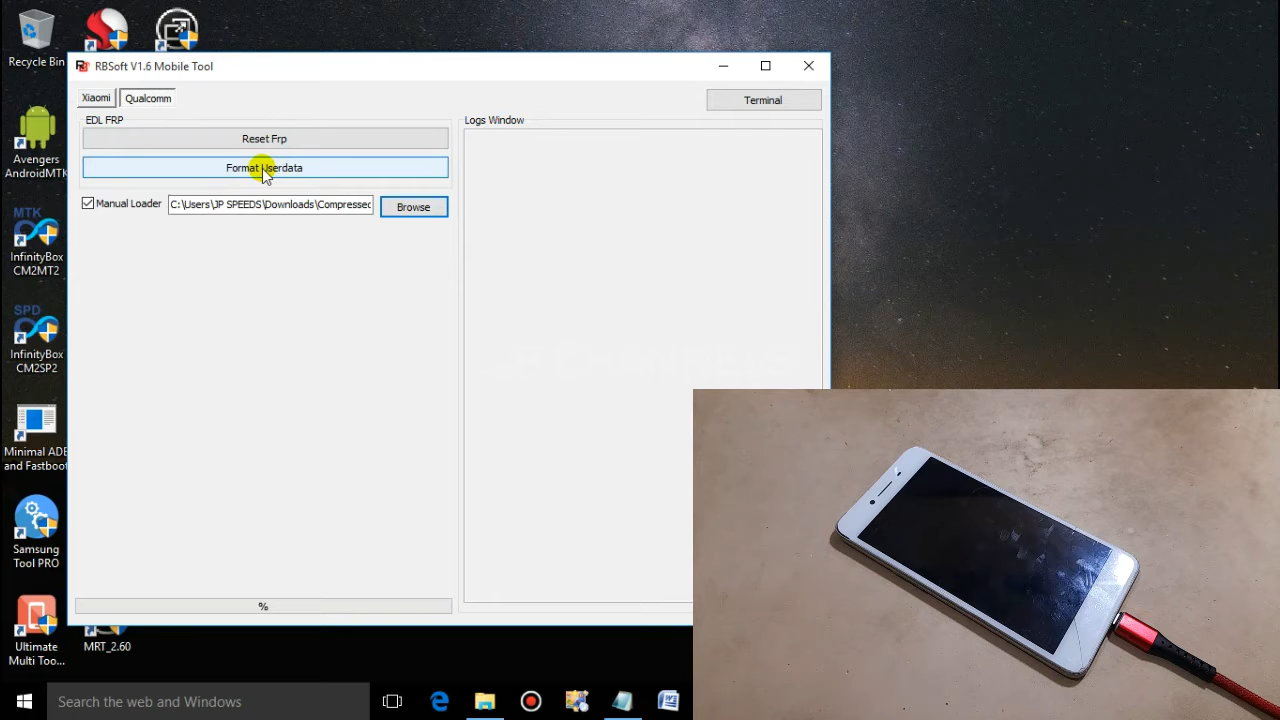 Recycle Bin
RBSoft V1.6 Mobile Tool
Xiaomi
Qualcomm
Terminal
EDL FRP
Reset Frp
Format Userdata
Manual Loader
C:\Users\JP SPEEDS\Downloads\Compressed
Browse
Logs Window
%
Avengers
AndroidMTK
MTK
InfinityBox
CM2MT2
SPD
InfinityBox
CM2SP2
Minimal ADB
and Fastboot
Samsung
Tool PRO
Ultimate
Multi Too...
MRT_2.60
Search the web and Windows